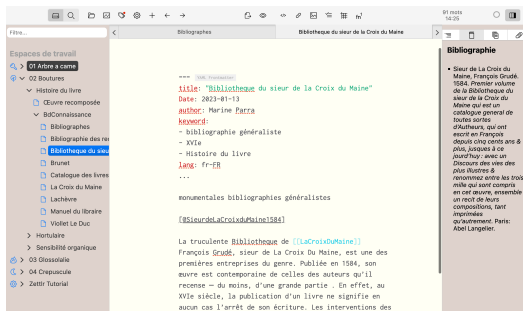 91 mots
14:25
Filtre...
Bibliographes
Bibliothèque du sieur de la Croix du Maine
Espaces de travail
01 Arbre a came
02 Boutures
Histoire du livre
Œuvre recomposée
BdConnaissance
Bibliographes
Bibliographie des rec
Bibliothèque du sieu
Brunet
Catalogue des livres
La Croix du Maine
Lachèvre
Manuel du libraire
Viollet Le Duc
Hortulaire
Sensibilité organique
03 Glossolalie
04 Crepuscule
Zettlr Tutorial
---
title: "Bibliotheque du sieur de la Croix du Maine"
Date: 2023-01-13
author: Marine Parra
keyword:
- bibliographie généraliste
- XVIe
- Histoire du livre
lang: fr-FR
...
monumentales bibliographies généralistes
[@SieurdeLaCroixduMaine1584]
La truculente Bibliotheque de [[LaCroixDuMaine]]
François Grudé, sieur de La Croix Du Maine, est une des
premières entreprises du genre. Publiée en 1584, son
œuvre est contemporaine de celles des auteurs qu'il
recense — du moins, d'une grande partie . En effet, au
XVIe siècle, la publication d'un livre ne signifie en
aucun cas l'arrêt de son écriture. Les interventions des
Bibliographie
Sieur de La Croix du
Maine, François Grudé.
1584. Premier volume
de la Bibliotheque du
sieur de la Croix du
Maine qui est un
catalogue general de
toutes sortes
d'Autheurs, qui ont
escrit en François
depuis cinq cents ans &
plus, jusques à ce
jourd'huy : avec un
Discours des vies des
plus illustres &
renommez entre les trois
mille qui sont compris
en cet œuvre, ensemble
un recit de leurs
compositions, tant
imprimées
qu'autrement. Paris:
Abel Langelier.